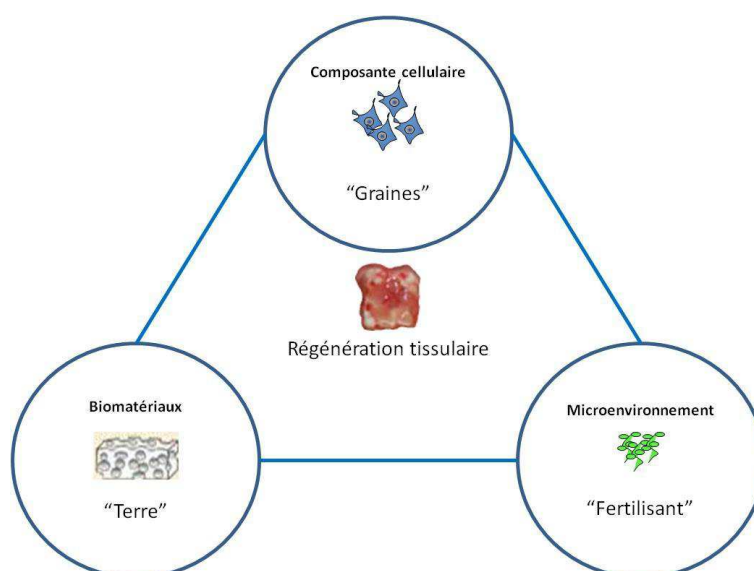 Composante cellulaire
“Graines”
Régénération tissulaire
Biomatériaux
“Terre”
Microenvironnement
“Fertilisant”